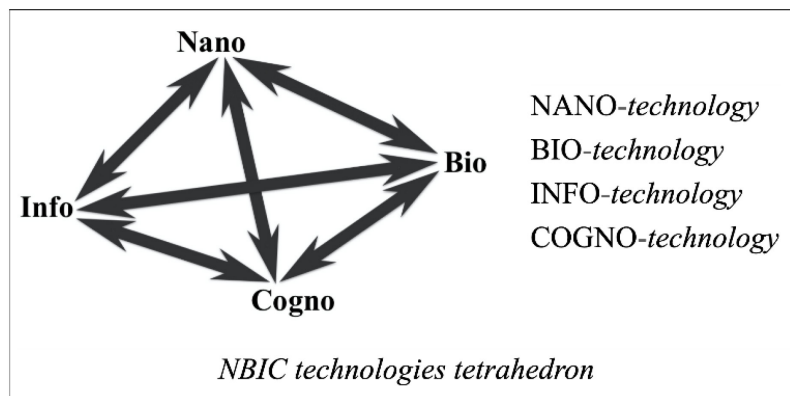 Nano
Bio
Info
Cogno
NANO-technology
BIO-technology
INFO-technology
COGNO-technology
NBIC technologies tetrahedron